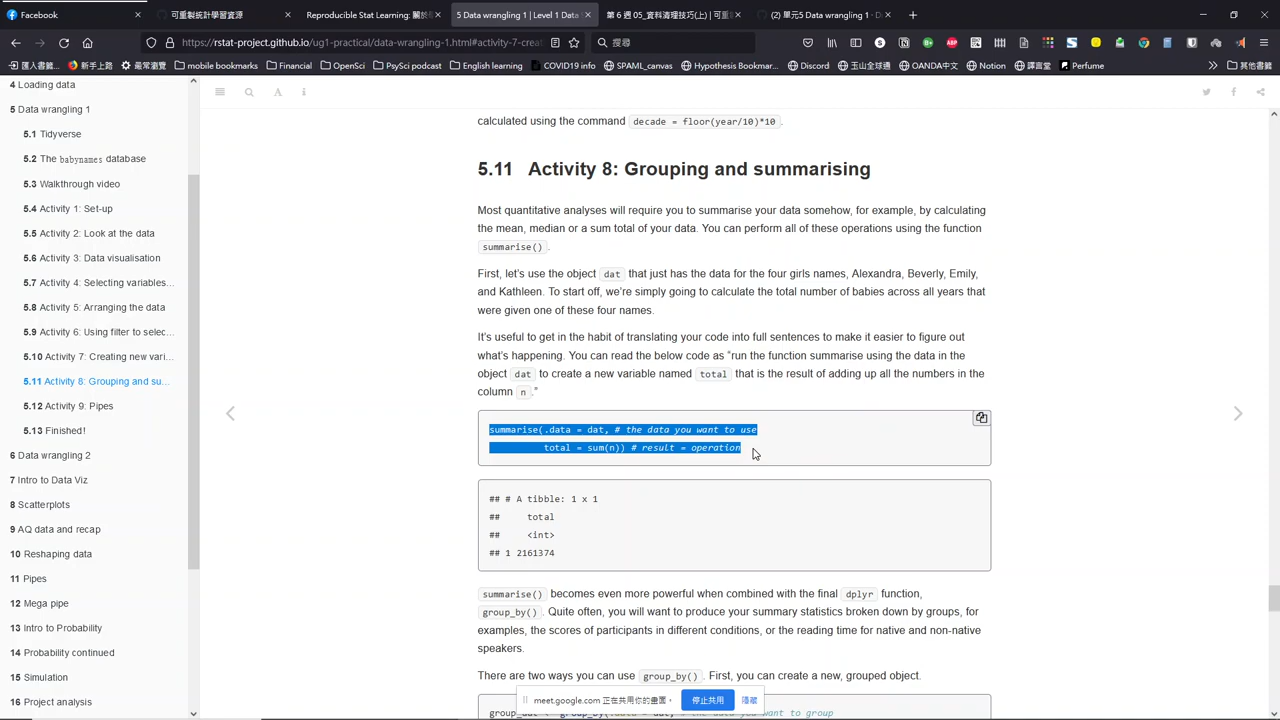 Facebook
可重製統計學習資源
Reproducible Stat Learning: 關於
5 Data wrangling 1 | Level 1 Data
第 6 週 05_資料清理技巧(上) | 可重
(2) 單元5 Data wrangling 1 - D
https://rstat-project.github.io/ug1-practical/data-wrangling-1.html#activity-7-creat
搜尋
匯入書籤...
新手上路
最常瀏覽
mobile bookmarks
Financial
OpenSci
PsySci podcast
English learning
COVID19 info
SPAML_canvas
Hypothesis Bookmar...
Discord
玉山全球通
OANDA中文
Notion
譯言堂
Perfume
其他書籤
4 Loading data
5 Data wrangling 1
5.1 Tidyverse
5.2 The babynames database
5.3 Walkthrough video
5.4 Activity 1: Set-up
5.5 Activity 2: Look at the data
5.6 Activity 3: Data visualisation
5.7 Activity 4: Selecting variables...
5.8 Activity 5: Arranging the data
5.9 Activity 6: Using filter to selec...
5.10 Activity 7: Creating new vari...
5.11 Activity 8: Grouping and su...
5.12 Activity 9: Pipes
5.13 Finished!
6 Data wrangling 2
7 Intro to Data Viz
8 Scatterplots
9 AQ data and recap
10 Reshaping data
11 Pipes
12 Mega pipe
13 Intro to Probability
14 Probability continued
15 Simulation
16 Project analysis
calculated using the command decade = floor(year/10)*10 .
5.11 Activity 8: Grouping and summarising
Most quantitative analyses will require you to summarise your data somehow, for example, by calculating
the mean, median or a sum total of your data. You can perform all of these operations using the function
summarise() .
First, let's use the object dat that just has the data for the four girls names, Alexandra, Beverly, Emily,
and Kathleen. To start off, we're simply going to calculate the total number of babies across all years that
were given one of these four names.
It's useful to get in the habit of translating your code into full sentences to make it easier to figure out
what's happening. You can read the below code as "run the function summarise using the data in the
object dat to create a new variable named total that is the result of adding up all the numbers in the
column n ."
summarise(.data = dat, # the data you want to use
total = sum(n)) # result = operation
## # A tibble: 1 x 1
##     total
##     <int>
## 1 2161374
summarise() becomes even more powerful when combined with the final dplyr function,
group_by() . Quite often, you will want to produce your summary statistics broken down by groups, for
examples, the scores of participants in different conditions, or the reading time for native and non-native
speakers.
There are two ways you can use group_by() . First, you can create a new, grouped object.
meet.google.com 正在共用你的畫面。
停止共用
隱藏